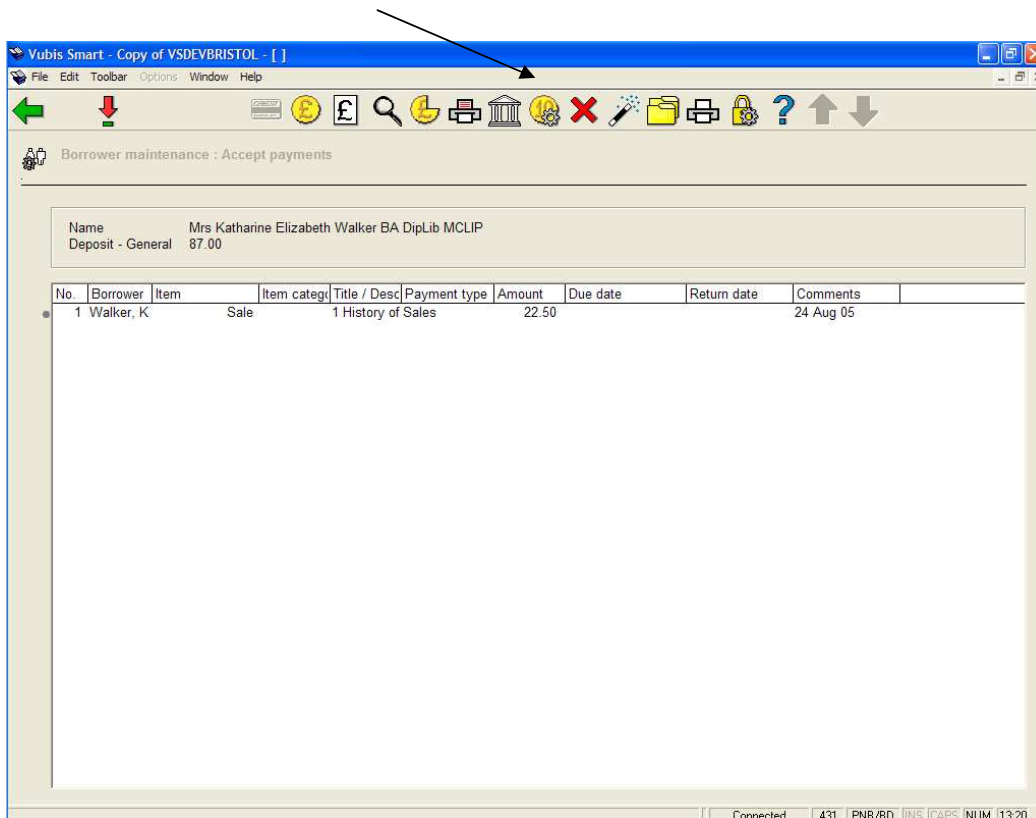 Vubis Smart - Copy of VSDEVBRISTOL - [ ]
File Edit Toolbar Options Window Help
Borrower maintenance : Accept payments
Name Mrs Katharine Elizabeth Walker BA DipLib MCLIP
Deposit - General 87.00
No. Borrower Item Item categ Title / Desc Payment type Amount Due date Return date Comments
1 Walker, K Sale 1 History of Sales 22.50 24 Aug 05
Connected 431 PNB/BD INS CAPS NUM 13:20